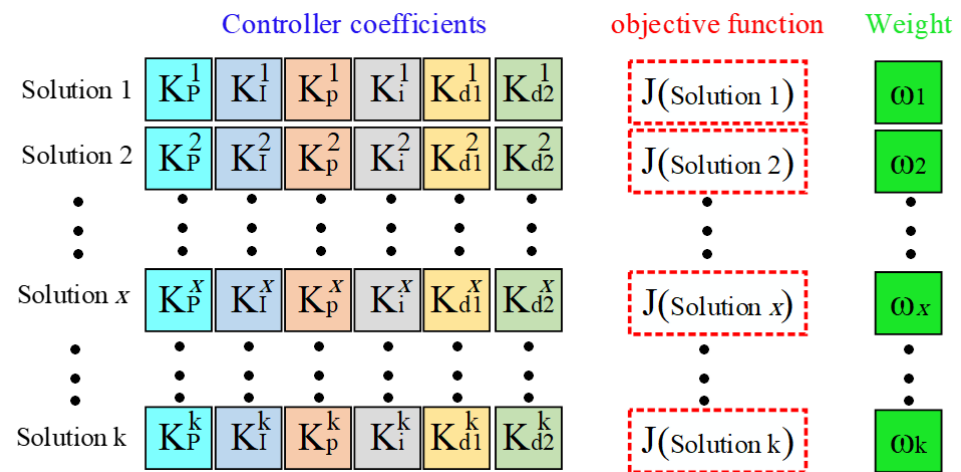 Controller coefficients objective function Weight
Solution 1 K_P^1 K_I^1 K_p^1 K_i^1 K_d1^1 K_d2^1 J(Solution 1) ω1
Solution 2 K_P^2 K_I^2 K_p^2 K_i^2 K_d1^2 K_d2^2 J(Solution 2) ω2
Solution x K_P^x K_I^x K_p^x K_i^x K_d1^x K_d2^x J(Solution x) ωx
Solution k K_P^k K_I^k K_p^k K_i^k K_d1^k K_d2^k J(Solution k) ωk